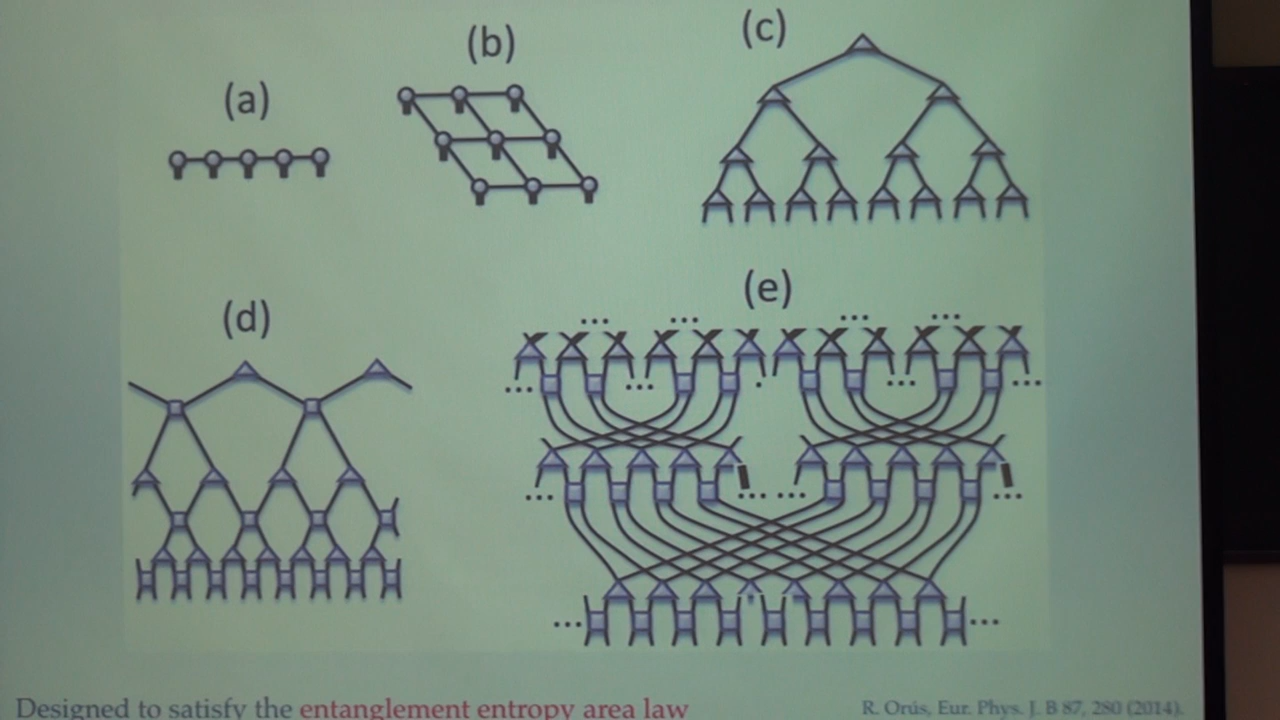 (a)
(b)
(c)
(d)
(e)
Designed to satisfy the entanglement entropy area law
R. Orús, Eur. Phys. J. B 87, 280 (2014).